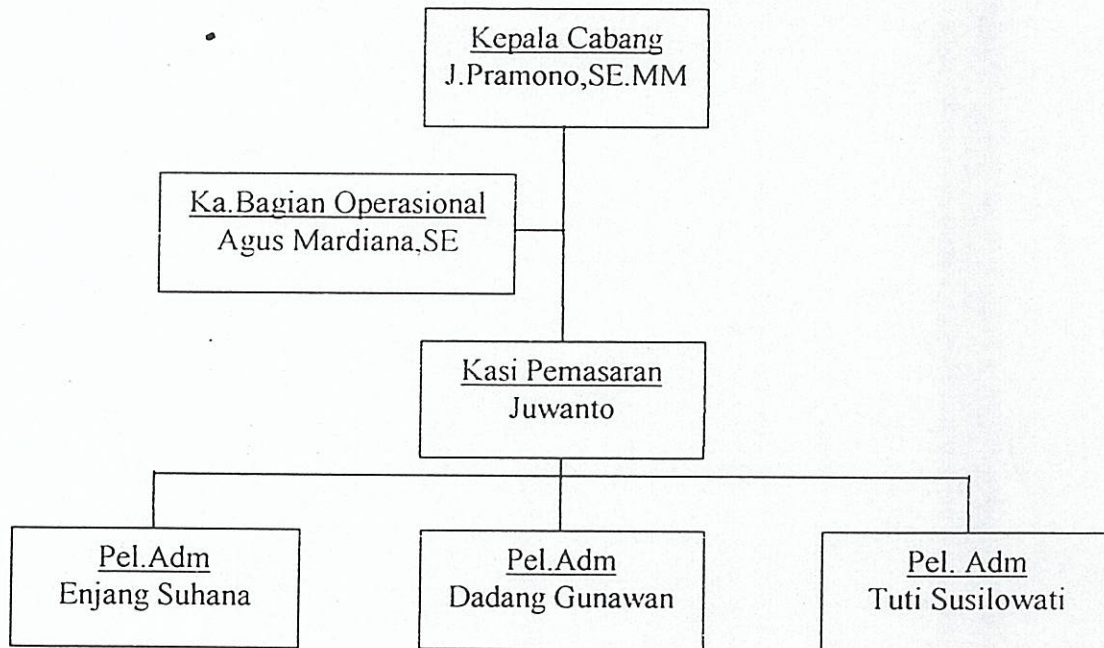 Kepala Cabang
J.Pramono,SE.MM
Ka.Bagian Operasional
Agus Mardiana,SE
Kasi Pemasaran
Juwanto
Pel.Adm
Enjang Suhana
Pel.Adm
Dadang Gunawan
Pel. Adm
Tuti Susilowati